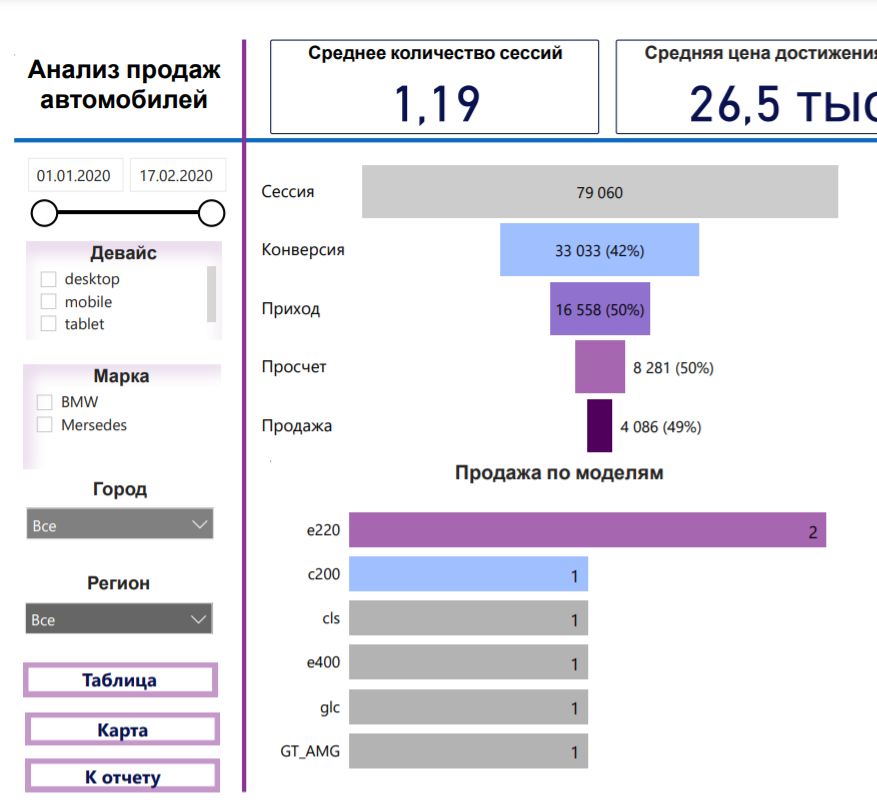 Анализ продаж
автомобилей
Среднее количество сессий
1,19
Средняя цена достижения
26,5 тыс
01.01.2020
17.02.2020
Девайс
desktop
mobile
tablet
Марка
BMW
Mersedes
Город
Все
Регион
Все
Таблица
Карта
К отчету
Сессия
79 060
Конверсия
33 033 (42%)
Приход
16 558 (50%)
Просчет
8 281 (50%)
Продажа
4 086 (49%)
Продажа по моделям
e220
2
c200
1
cls
1
e400
1
glc
1
GT_AMG
1